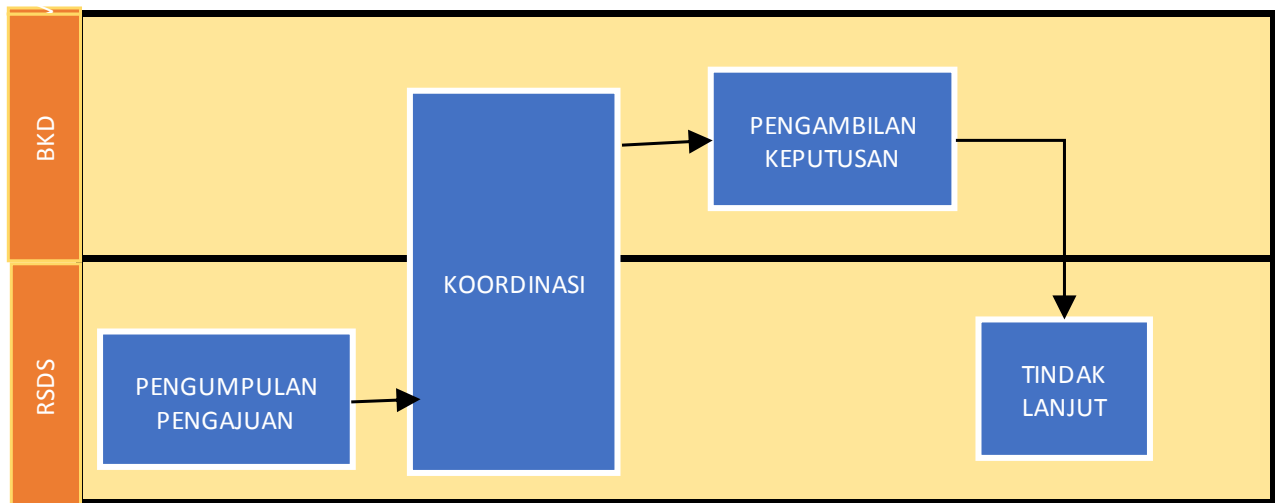 BKD
PENGAMBILAN
KEPUTUSAN
KOORDINASI
RSDS
PENGUMPULAN
PENGAJUAN
TINDAK
LANJUT